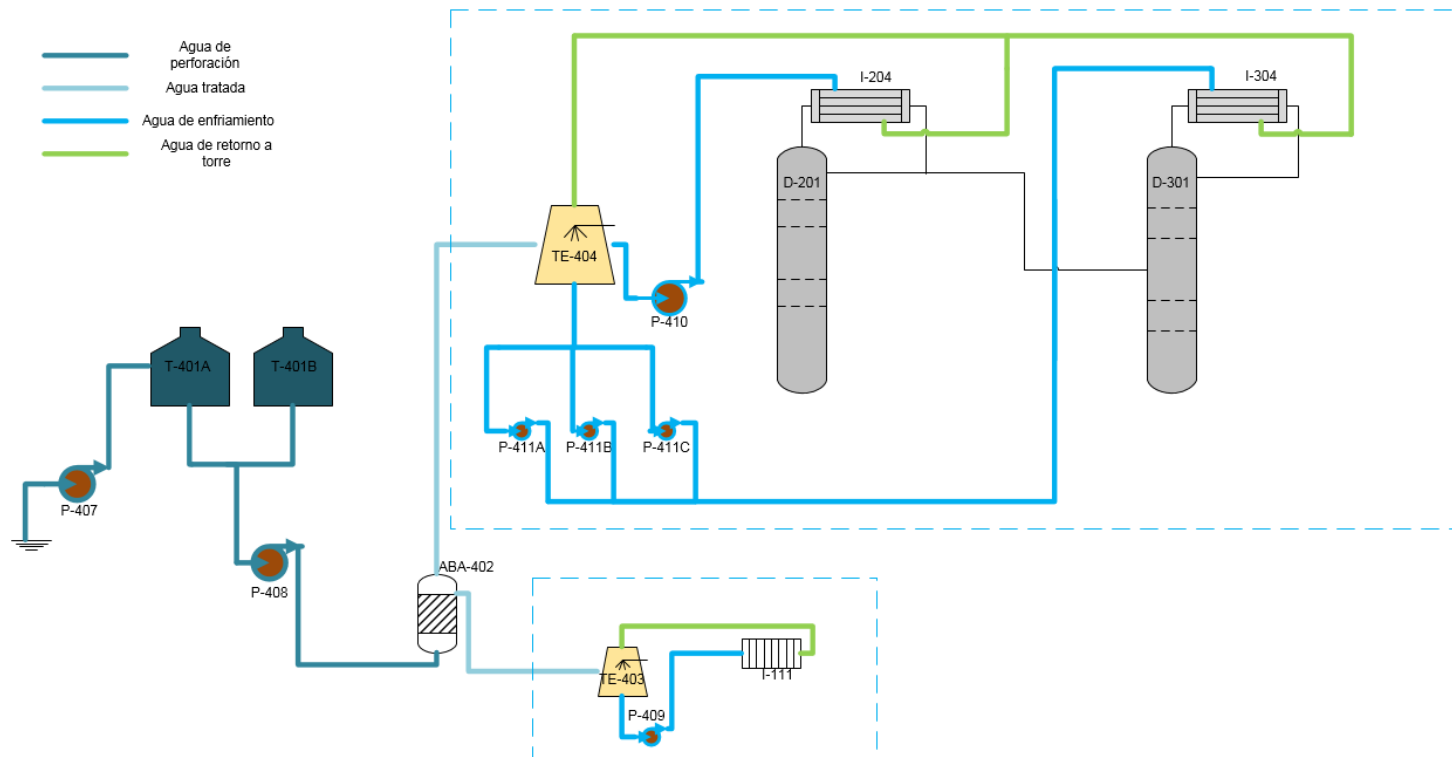 Agua de
perforación
Agua tratada
Agua de enfriamiento
Agua de retorno a
torre
I-204
I-304
D-201
D-301
TE-404
P-410
T-401A
T-401B
P-411A
P-411B
P-411C
P-407
P-408
ABA-402
TE-403
I-111
P-409